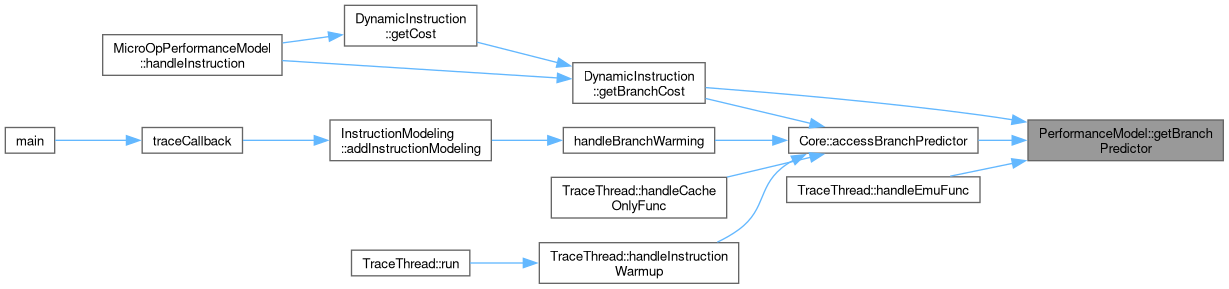 DynamicInstruction
::getCost
MicroOpPerformanceModel
::handleInstruction
DynamicInstruction
::getBranchCost
main
traceCallback
InstructionModeling
::addInstructionModeling
handleBranchWarming
Core::accessBranchPredictor
PerformanceModel::getBranch
Predictor
TraceThread::handleCache
OnlyFunc
TraceThread::handleEmuFunc
TraceThread::run
TraceThread::handleInstruction
Warmup